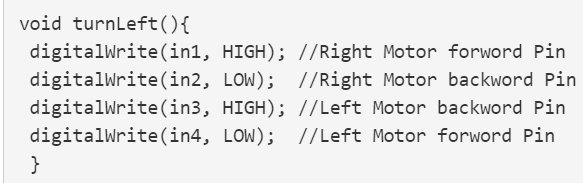 void turnLeft(){
digitalWrite(in1, HIGH); //Right Motor forword Pin
digitalWrite(in2, LOW);  //Right Motor backword Pin
digitalWrite(in3, HIGH); //Left Motor backword Pin
digitalWrite(in4, LOW);  //Left Motor forword Pin
}